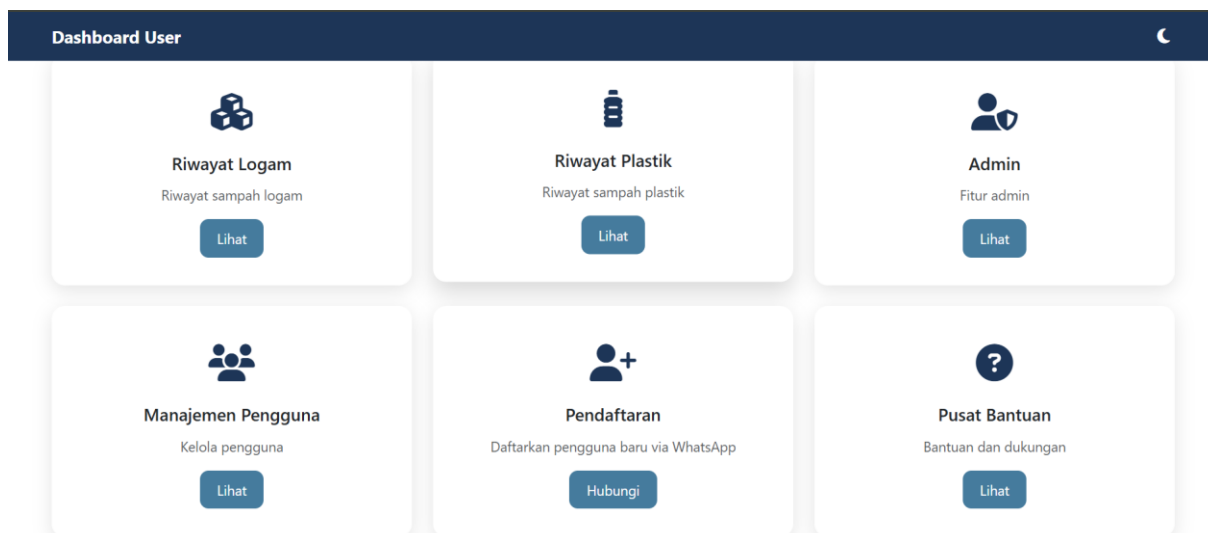 Dashboard User
Riwayat Logam
Riwayat sampah logam
Lihat
Riwayat Plastik
Riwayat sampah plastik
Lihat
Admin
Fitur admin
Lihat
Manajemen Pengguna
Kelola pengguna
Lihat
Pendaftaran
Daftarkan pengguna baru via WhatsApp
Hubungi
Pusat Bantuan
Bantuan dan dukungan
Lihat